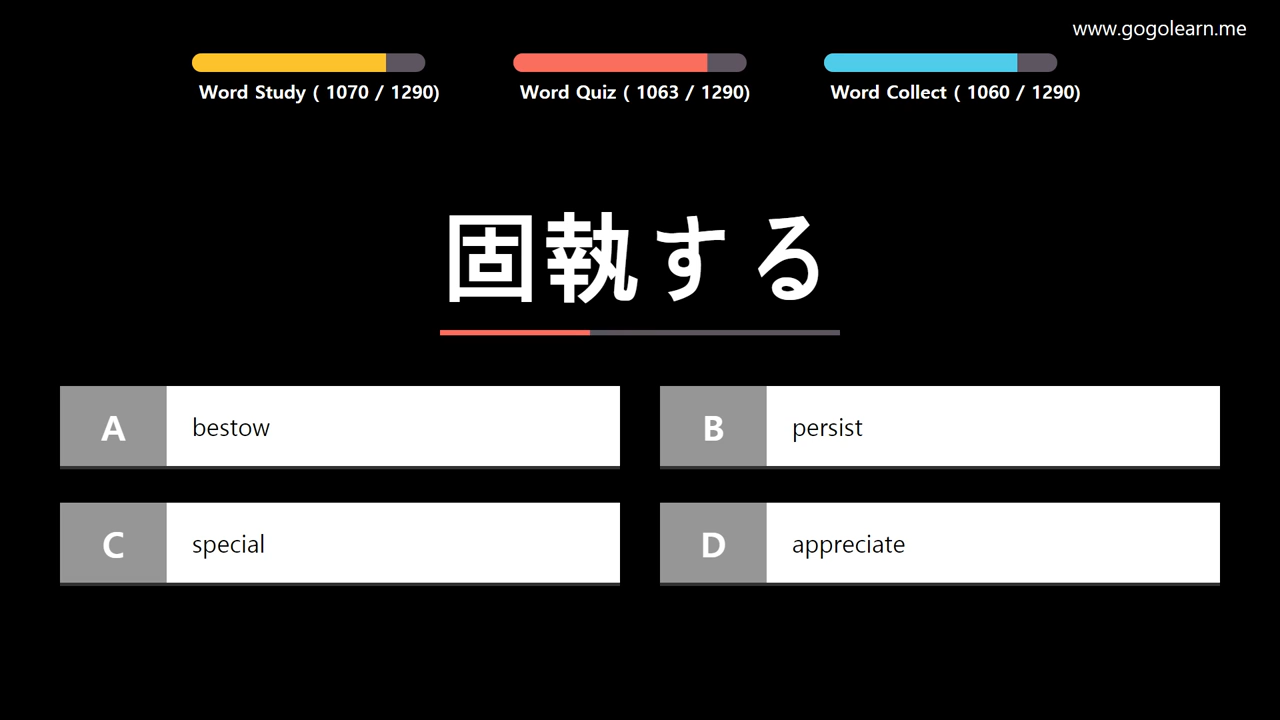 www.gogolearn.me
Word Study ( 1070 / 1290)
Word Quiz ( 1063 / 1290)
Word Collect ( 1060 / 1290)
固執する
A bestow
B persist
C special
D appreciate